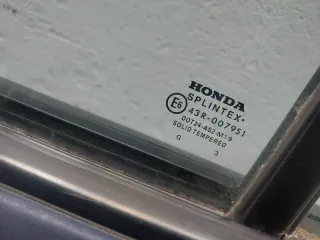 HONDA
SPLINTEX·
E6 43R-007951
DOT24-AS2-M19
SOLID TEMPERED
G 3